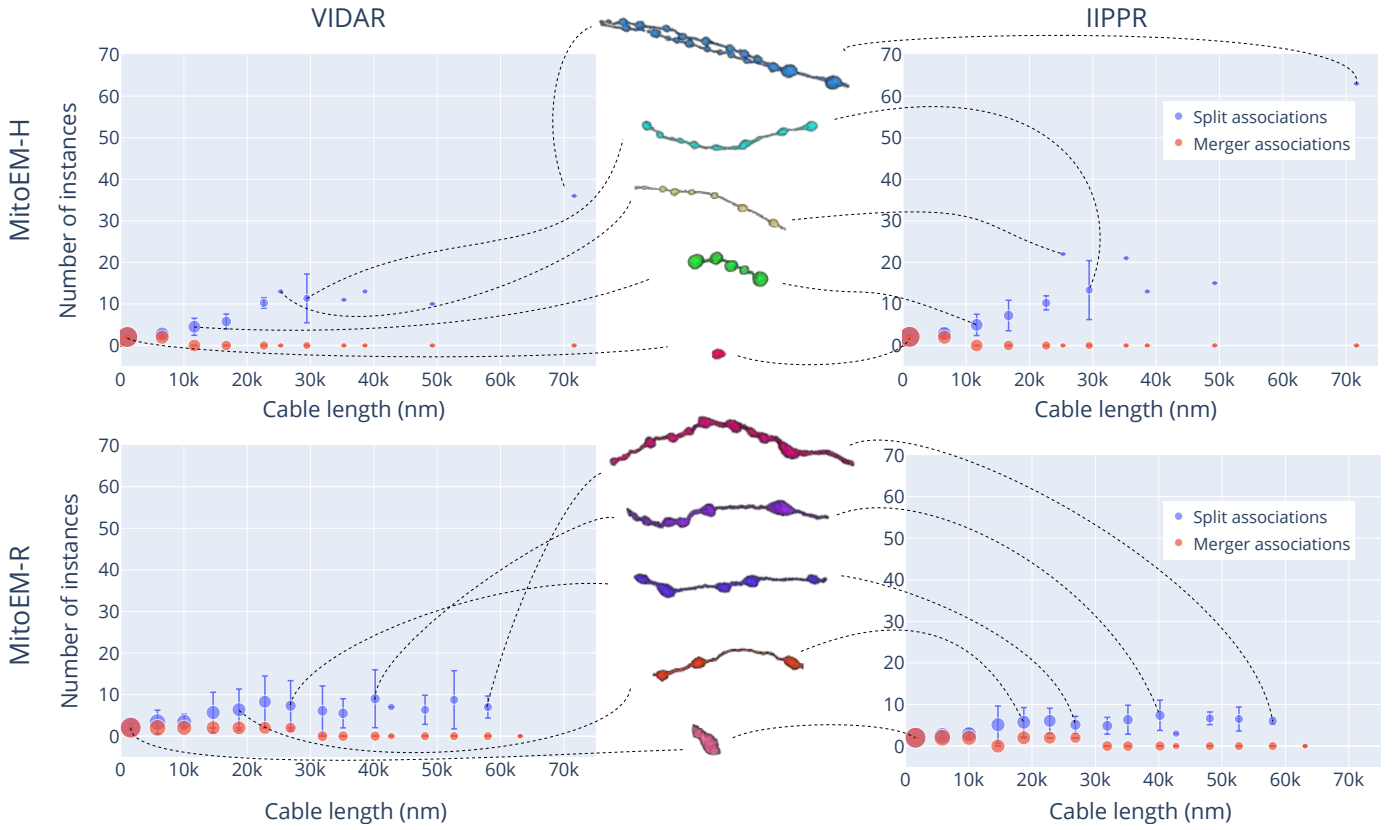 VIDAR
IIPPR
MitoEM-H
Number of instances
70
60
50
40
30
20
10
0
0 10k 20k 30k 40k 50k 60k 70k
Cable length (nm)
70
60
50
40
30
20
10
0
Split associations
Merger associations
0 10k 20k 30k 40k 50k 60k 70k
Cable length (nm)
MitoEM-R
Number of instances
70
60
50
40
30
20
10
0
0 10k 20k 30k 40k 50k 60k 70k
Cable length (nm)
70
60
50
40
30
20
10
0
Split associations
Merger associations
0 10k 20k 30k 40k 50k 60k 70k
Cable length (nm)